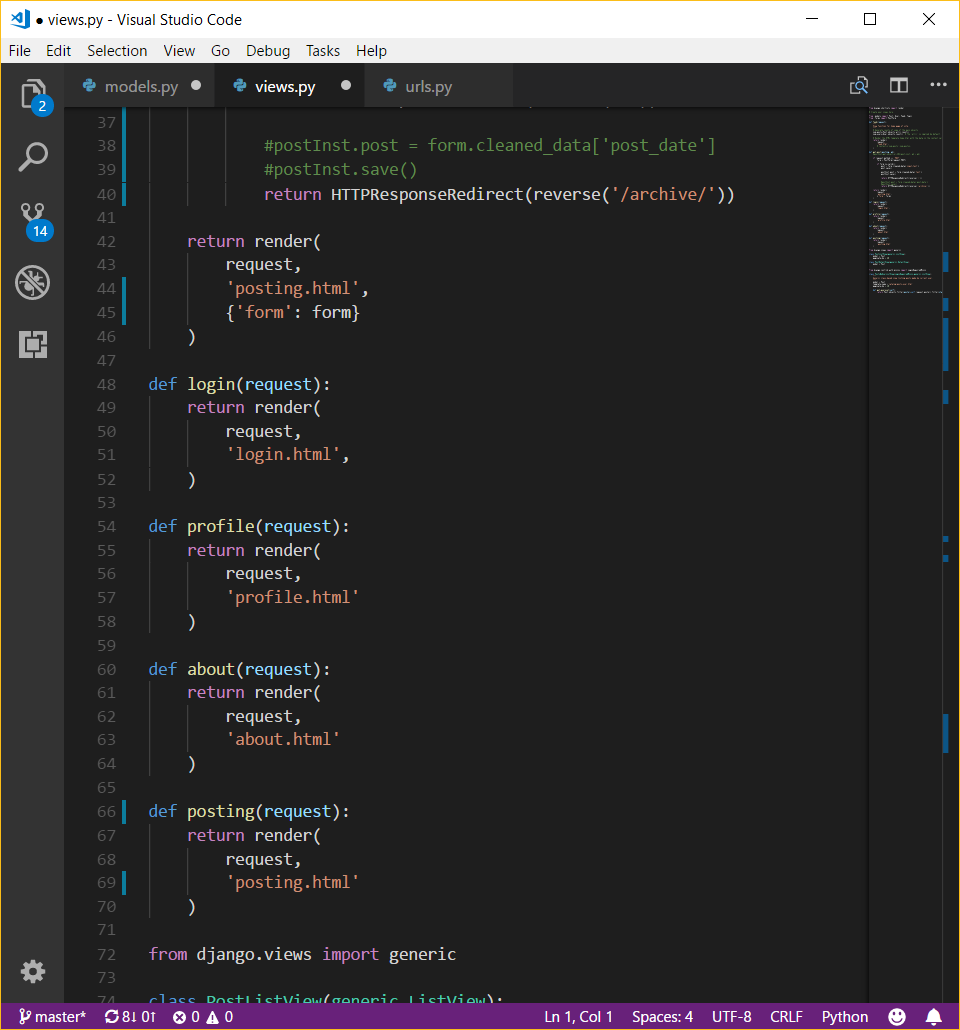 ● views.py - Visual Studio Code
File Edit Selection View Go Debug Tasks Help
models.py views.py urls.py
2
14
37
38 #postInst.post = form.cleaned_data['post_date']
39 #postInst.save()
40 return HTTPResponseRedirect(reverse('/archive/'))
41
42 return render(
43 request,
44 'posting.html',
45 {'form': form}
46 )
47
48 def login(request):
49 return render(
50 request,
51 'login.html',
52 )
53
54 def profile(request):
55 return render(
56 request,
57 'profile.html'
58 )
59
60 def about(request):
61 return render(
62 request,
63 'about.html'
64 )
65
66 def posting(request):
67 return render(
68 request,
69 'posting.html'
70 )
71
72 from django.views import generic
73
74 class PostListView(generic.ListView):
master* 8↓ 0↑ 0 0 Ln 1, Col 1 Spaces: 4 UTF-8 CRLF Python